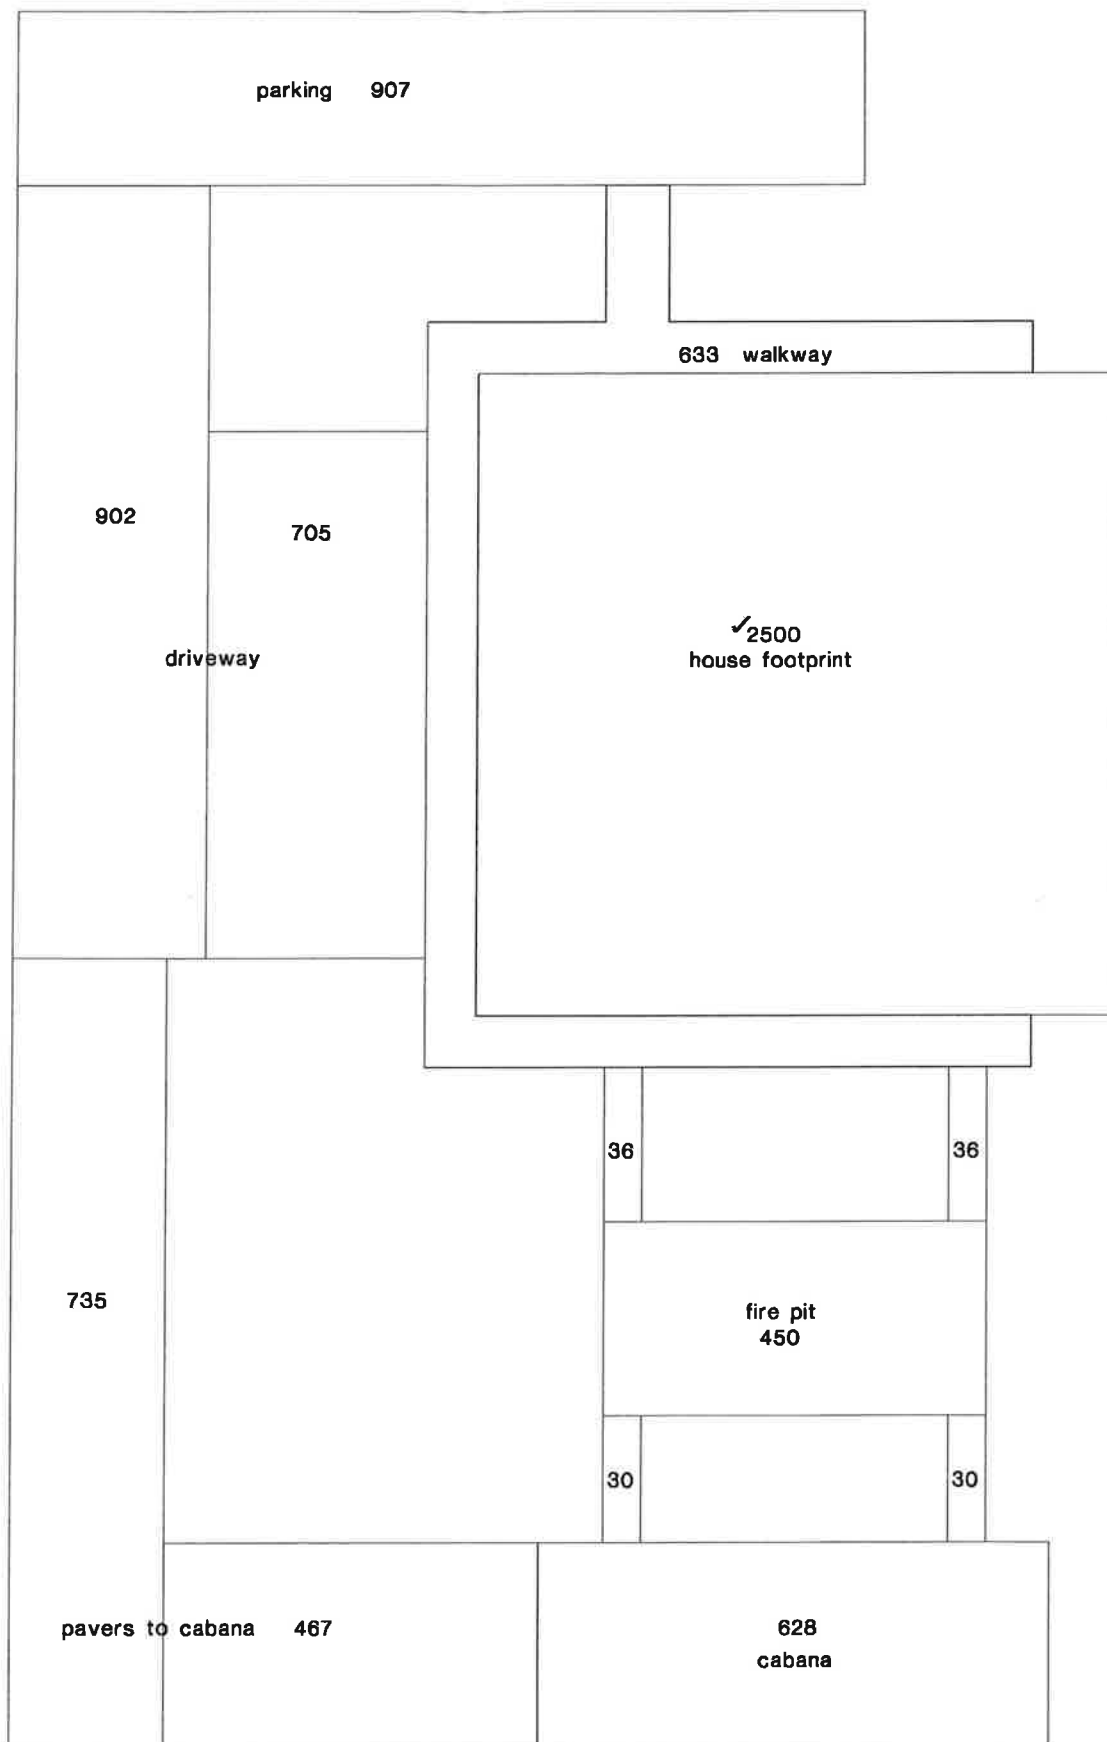 parking 907
633 walkway
902
705
✓2500
house footprint
driveway
36
36
735
fire pit
450
30
30
pavers to cabana 467
628
cabana